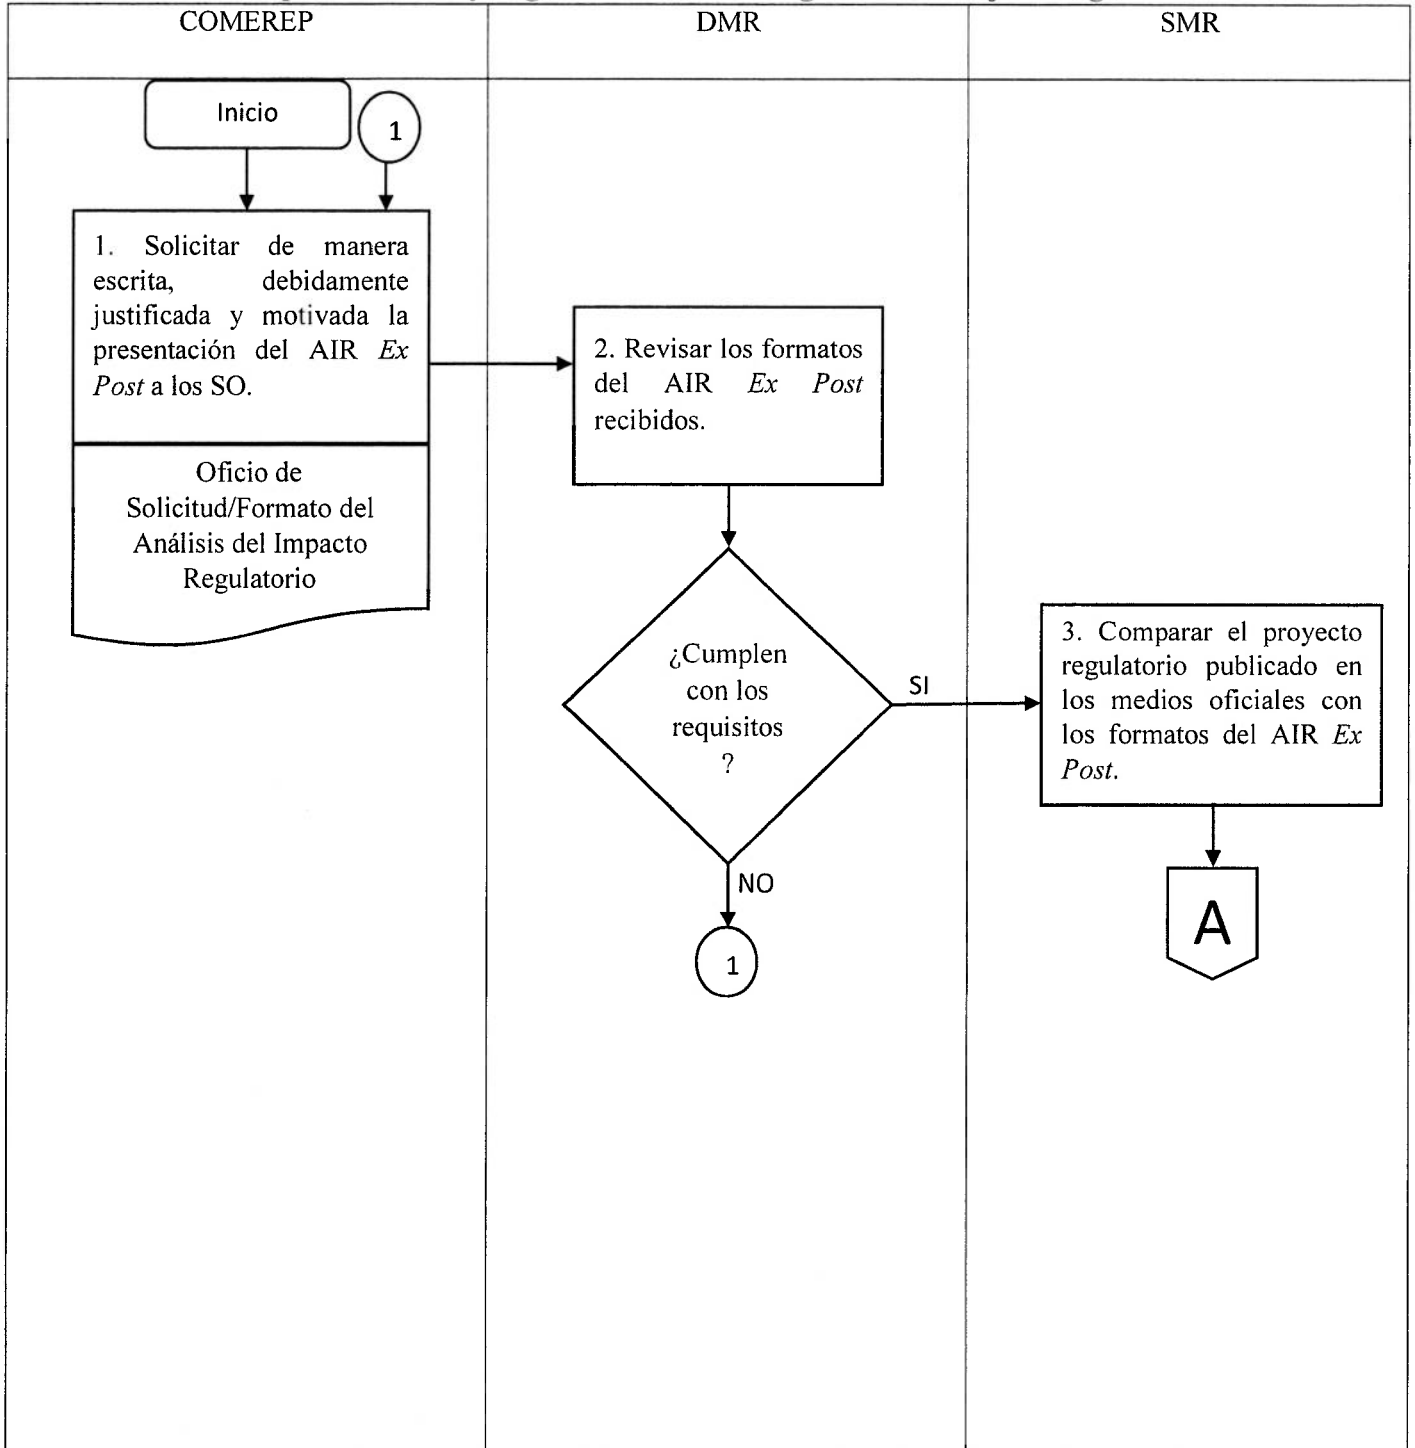 COMEREP
DMR
SMR
Inicio
1
1. Solicitar de manera
escrita, debidamente
justificada y motivada la
presentación del AIR Ex
Post a los SO.
Oficio de
Solicitud/Formato del
Análisis del Impacto
Regulatorio
2. Revisar los formatos
del AIR Ex Post
recibidos.
¿Cumplen
con los
requisitos
?
SI
NO
1
3. Comparar el proyecto
regulatorio publicado en
los medios oficiales con
los formatos del AIR Ex
Post.
A